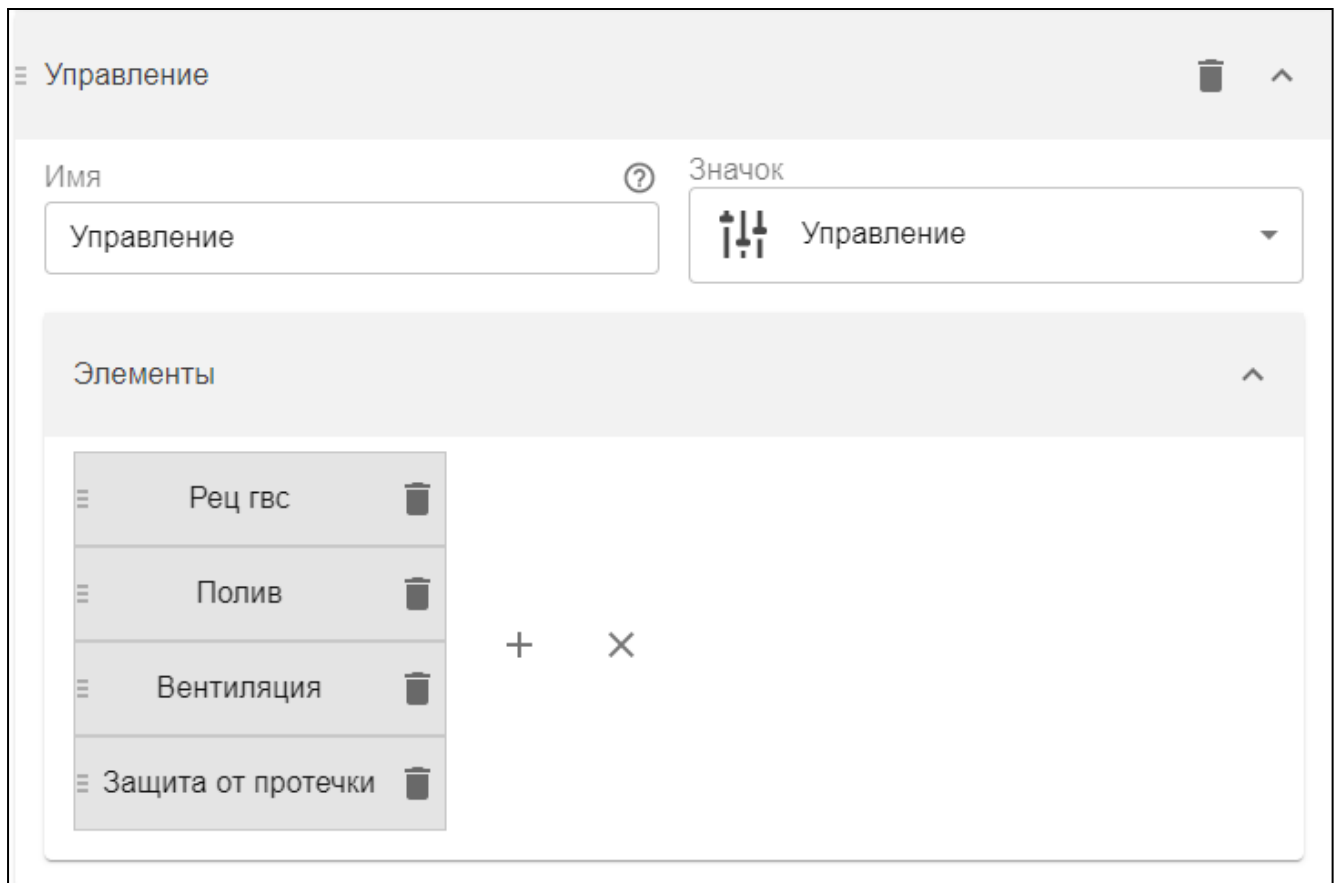 Управление
Имя
Значок
Управление
Управление
Элементы
Рец гвс
Полив
Вентиляция
Защита от протечки